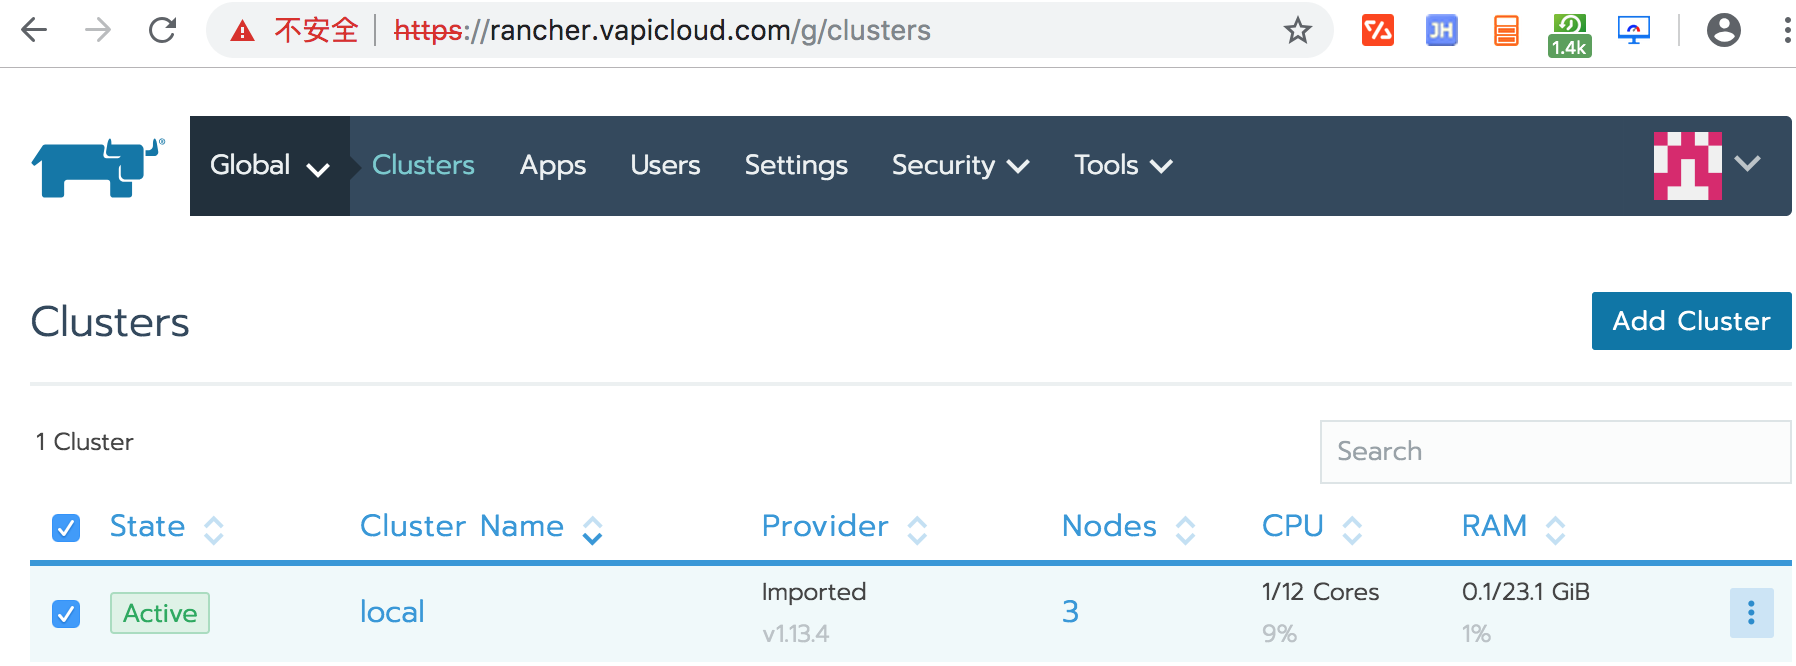 不安全 https://rancher.vapicloud.com/g/clusters
JH
1.4k
Global Clusters Apps Users Settings Security Tools
Clusters
Add Cluster
1 Cluster
Search
State Cluster Name Provider Nodes CPU RAM
Active local Imported 3 1/12 Cores 0.1/23.1 GiB
v1.13.4 9% 1%